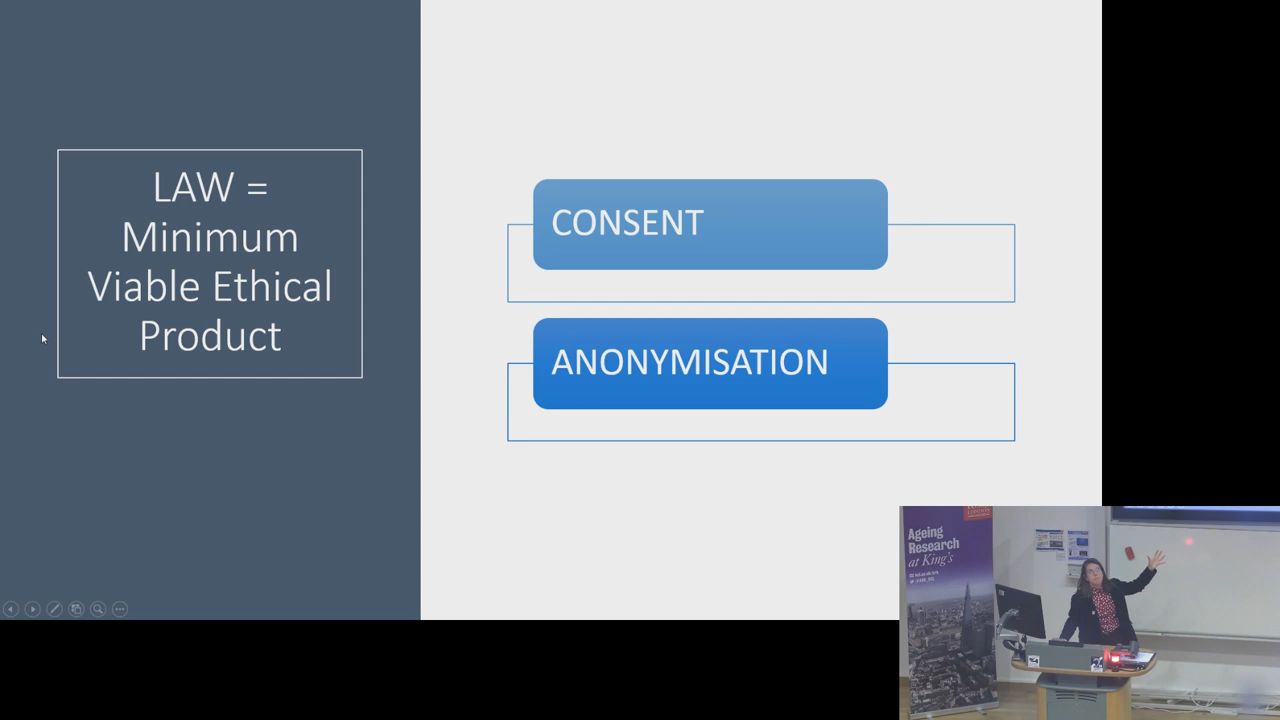 LAW =
Minimum
Viable Ethical
Product
CONSENT
ANONYMISATION
Ageing
Research
at King's